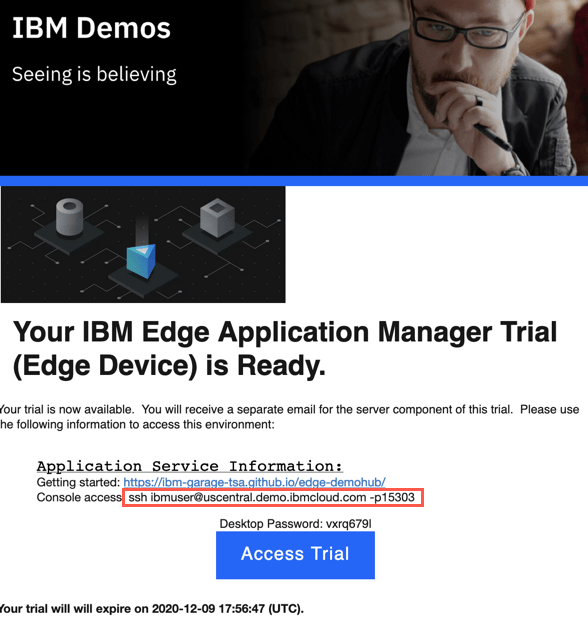 IBM Demos
Seeing is believing
Your IBM Edge Application Manager Trial
(Edge Device) is Ready.
Your trial is now available.  You will receive a separate email for the server component of this trial.  Please use
the following information to access this environment:
Application Service Information:
Getting started: https://ibm-garage-tsa.github.io/edge-demohub/
Console access ssh ibmuser@uscentral.demo.ibmcloud.com -p15303
Desktop Password: vxrq679l
Access Trial
Your trial will will expire on 2020-12-09 17:56:47 (UTC).